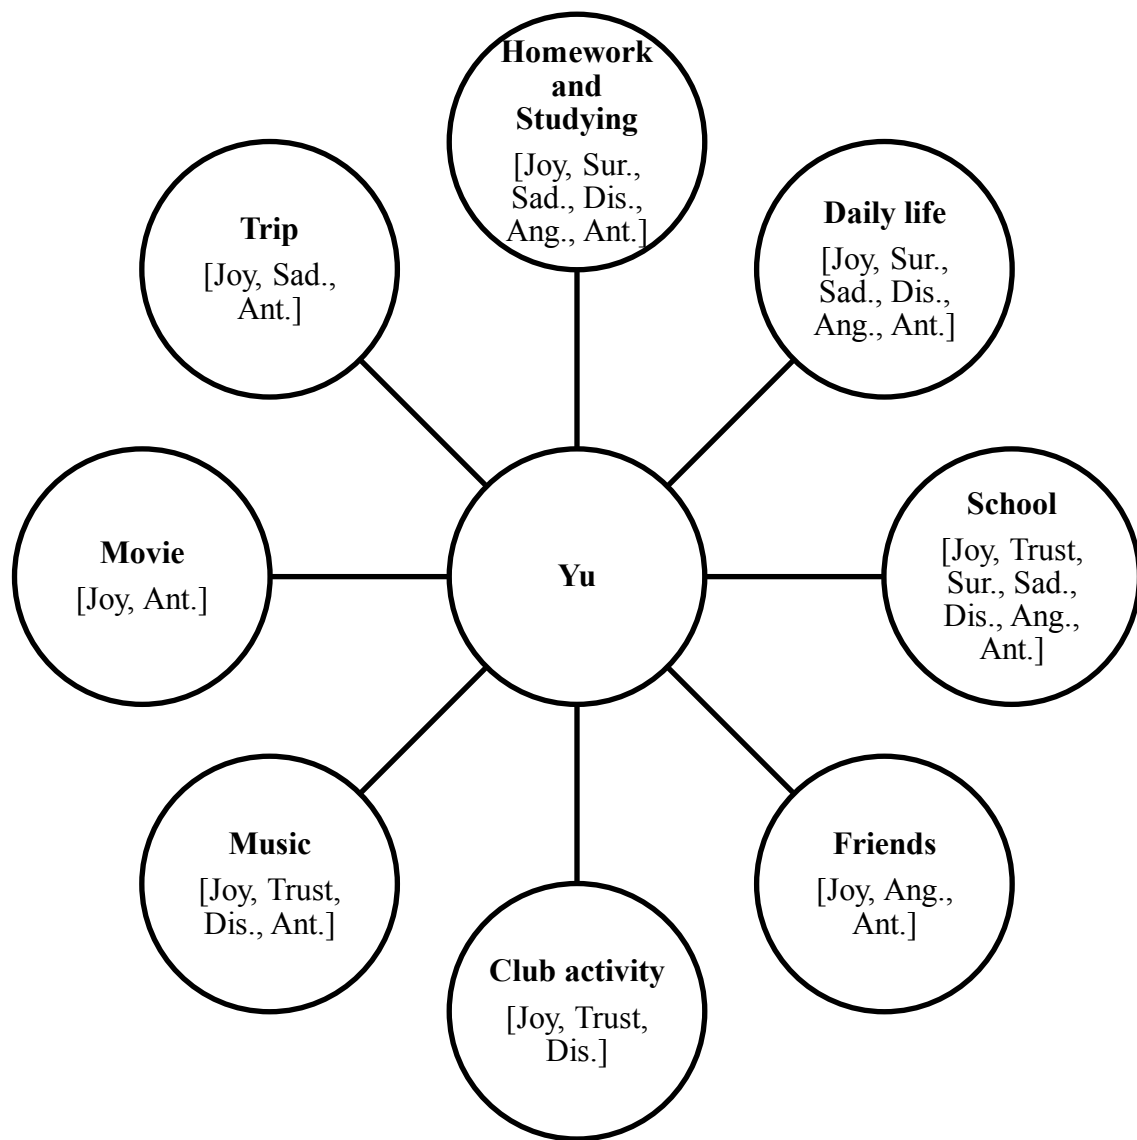 Homework
and
Studying
[Joy, Sur.,
Sad., Dis.,
Ang., Ant.]
Daily life
[Joy, Sur.,
Sad., Dis.,
Ang., Ant.]
School
[Joy, Trust,
Sur., Sad.,
Dis., Ang.,
Ant.]
Friends
[Joy, Ang.,
Ant.]
Club activity
[Joy, Trust,
Dis.]
Music
[Joy, Trust,
Dis., Ant.]
Movie
[Joy, Ant.]
Trip
[Joy, Sad.,
Ant.]
Yu